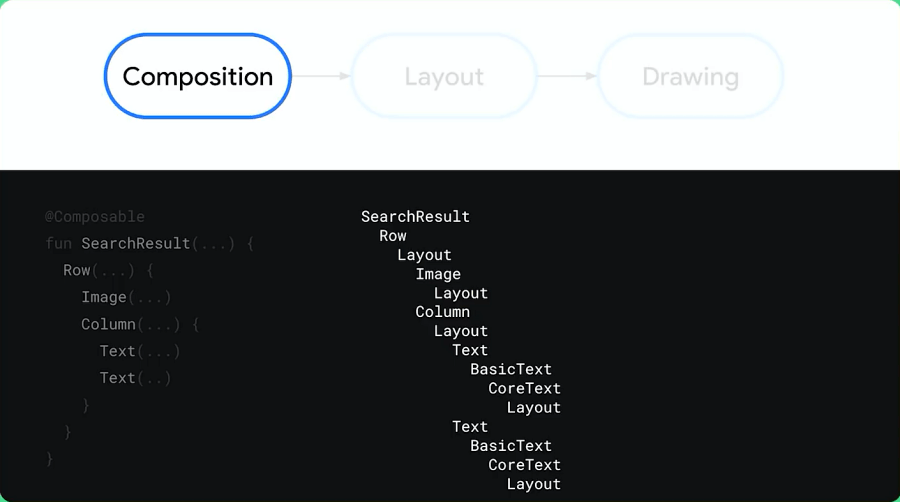 Composition
Layout
Drawing
@Composable
fun SearchResult(...) {
  Row(...) {
    Image(...)
    Column(...) {
      Text(...)
      Text(..)
    }
  }
}
SearchResult
  Row
    Layout
      Image
        Layout
      Column
        Layout
          Text
            BasicText
              CoreText
                Layout
          Text
            BasicText
              CoreText
                Layout